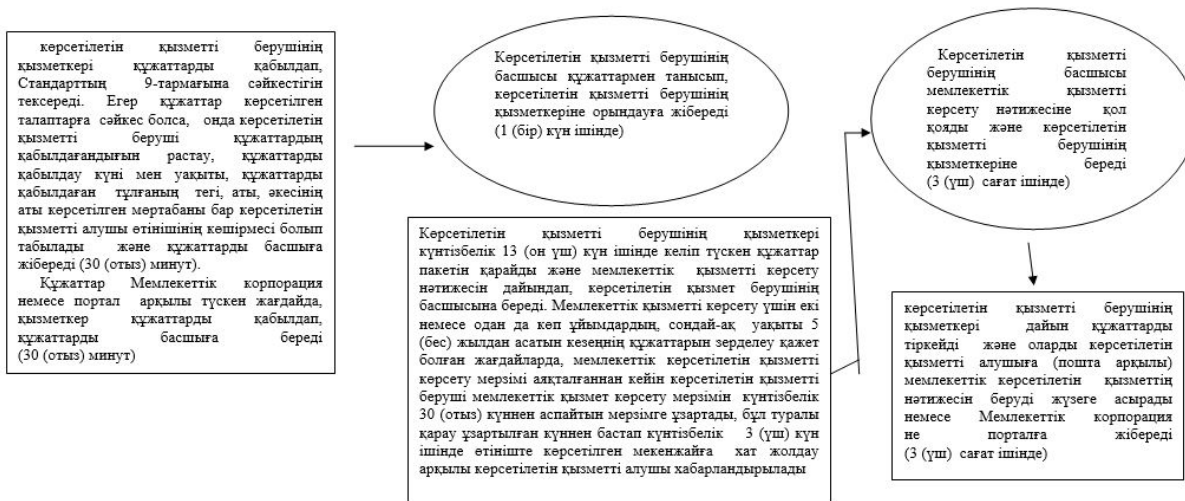 көрсетілетін қызметті берушінің
қызметкері құжаттарды қабылдап,
Стандарттың 9-тармағына сәйкестігін
тексереді. Егер құжаттар көрсетілген
талаптарға сәйкес болса, онда көрсетілетін
қызметті беруші құжаттардың
қабылдағандығын растау, құжаттарды
қабылдау күні мен уақыты, құжаттарды
қабылдаған тұлғаның тегі, аты, әкесінің
аты көрсетілген мөртабаны бар көрсетілетін
қызметті алушы өтінішінің көшірмесі болып
табылады және құжаттарды басшыға
жібереді (30 (отыз) минут).
Құжаттар Мемлекеттік корпорация
немесе портал арқылы түскен жағдайда,
қызметкер құжаттарды қабылдап,
құжаттарды басшыға береді
(30 (отыз) минут)
Көрсетілетін қызметті берушінің
басшысы құжаттармен танысып,
көрсетілетін қызметті берушінің
қызметкеріне орындауға жібереді
(1 (бір) күн ішінде)
Көрсетілетін қызметті берушінің қызметкері
күнтізбелік 13 (он үш) күн ішінде келіп түскен құжаттар
пакетін қарайды және мемлекеттік қызметті көрсету
нәтижесін дайындап, көрсетілетін қызмет берушінің
басшысына береді. Мемлекеттік қызметті көрсету үшін екі
немесе одан да көп ұйымдардың, сондай-ақ уақыты 5
(бес) жылдан асатын кезеңнің құжаттарын зерделеу қажет
болған жағдайларда, мемлекеттік көрсетілетін қызметті
көрсету мерзімі аяқталғаннан кейін көрсетілетін қызметті
беруші мемлекеттік қызмет көрсету мерзімін күнтізбелік
30 (отыз) күннен аспайтын мерзімге ұзартады, бұл туралы
қарау ұзартылған күннен бастап күнтізбелік 3 (үш) күн
ішінде өтініште көрсетілген мекенжайға хат жолдау
арқылы көрсетілетін қызметті алушы хабарландырылады
Көрсетілетін қызметті
берушінің басшысы
мемлекеттік қызметті
көрсету нәтижесіне қол
қояды және көрсетілетін
қызметті берушінің
қызметкеріне береді
(3 (үш) сағат ішінде)
көрсетілетін қызметті берушінің
қызметкері дайын құжаттарды
тіркейді және оларды көрсетілетін
қызметті алушыға (пошта арқылы)
мемлекеттік көрсетілетін қызметтің
нәтижесін беруді жүзеге асырады
немесе Мемлекеттік корпорация
не порталға жібереді
(3 (үш) сағат ішінде)